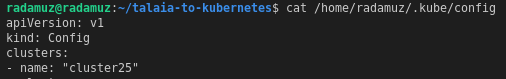 radamuz@radamuz:~/talaia-to-kubernetes$ cat /home/radamuz/.kube/config
apiVersion: v1
kind: Config
clusters:
- name: "cluster25"